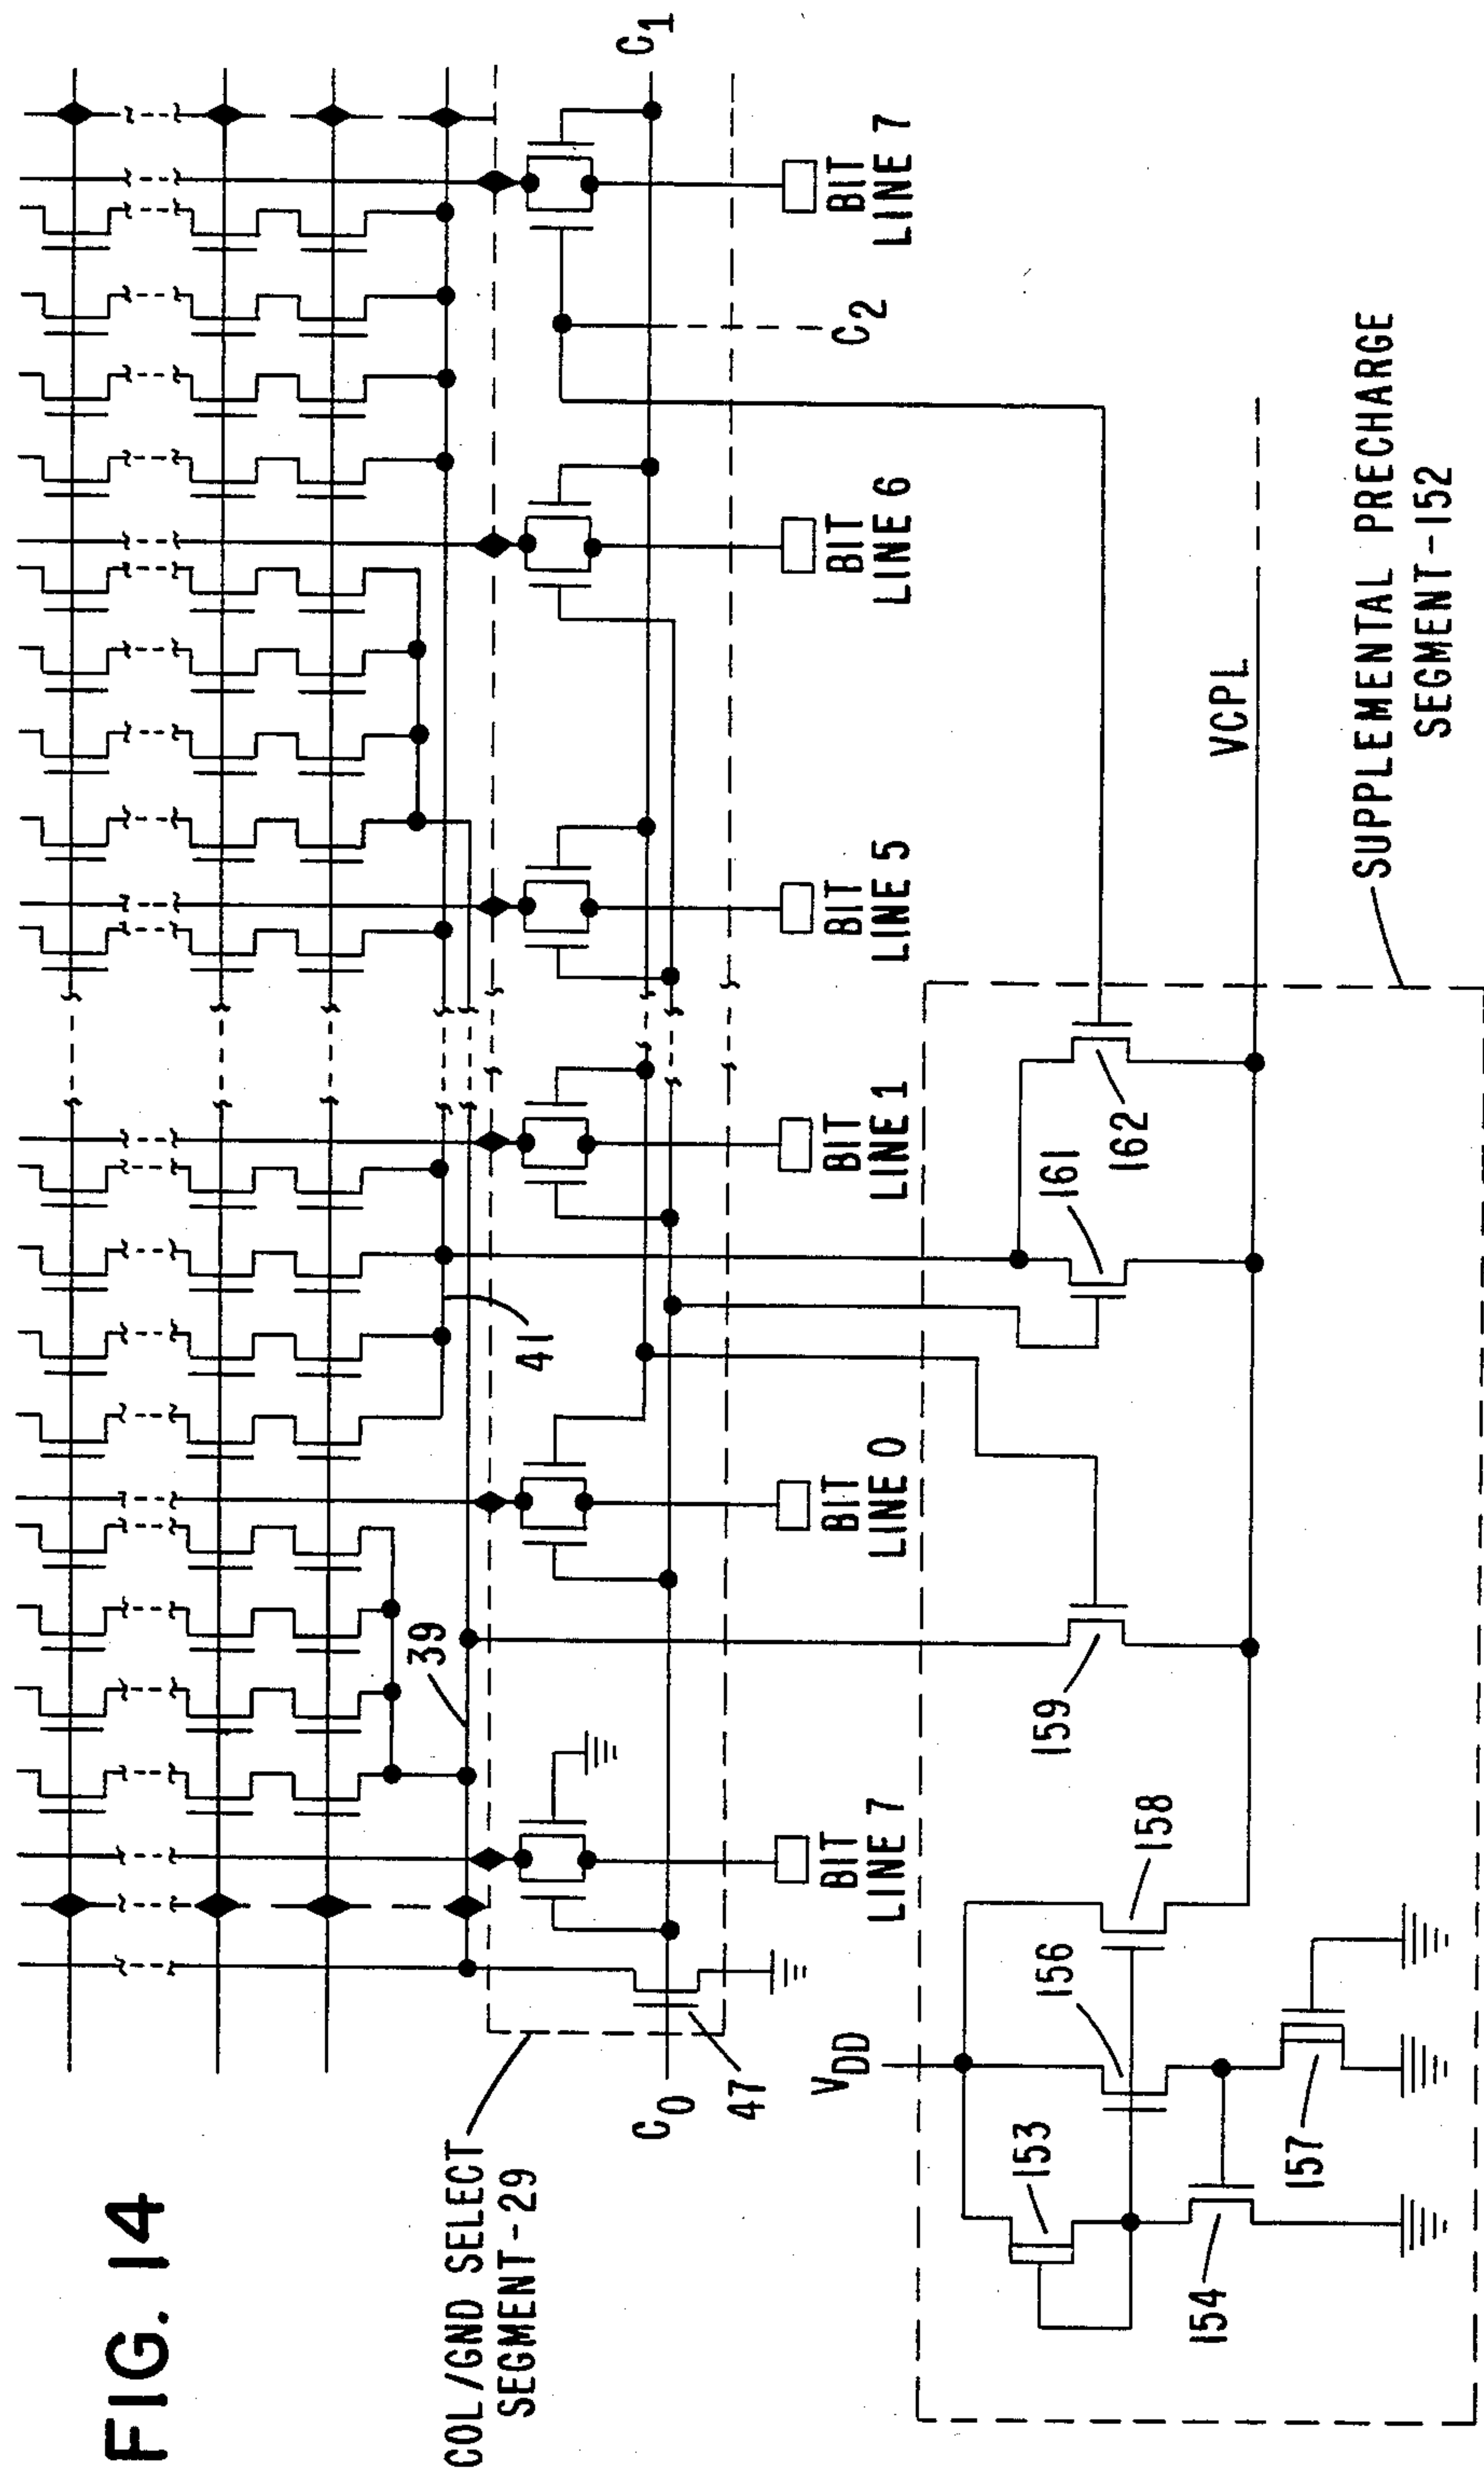 FIG. 14
COL/GND SELECT
SEGMENT-29
C0
47
39
41
C1
C2
BIT
LINE 7
BIT
LINE 0
BIT
LINE 1
BIT
LINE 5
BIT
LINE 6
BIT
LINE 7
VDD
153
154
156
157
158
159
161
162
VCPL
SUPPLEMENTAL PRECHARGE
SEGMENT-152